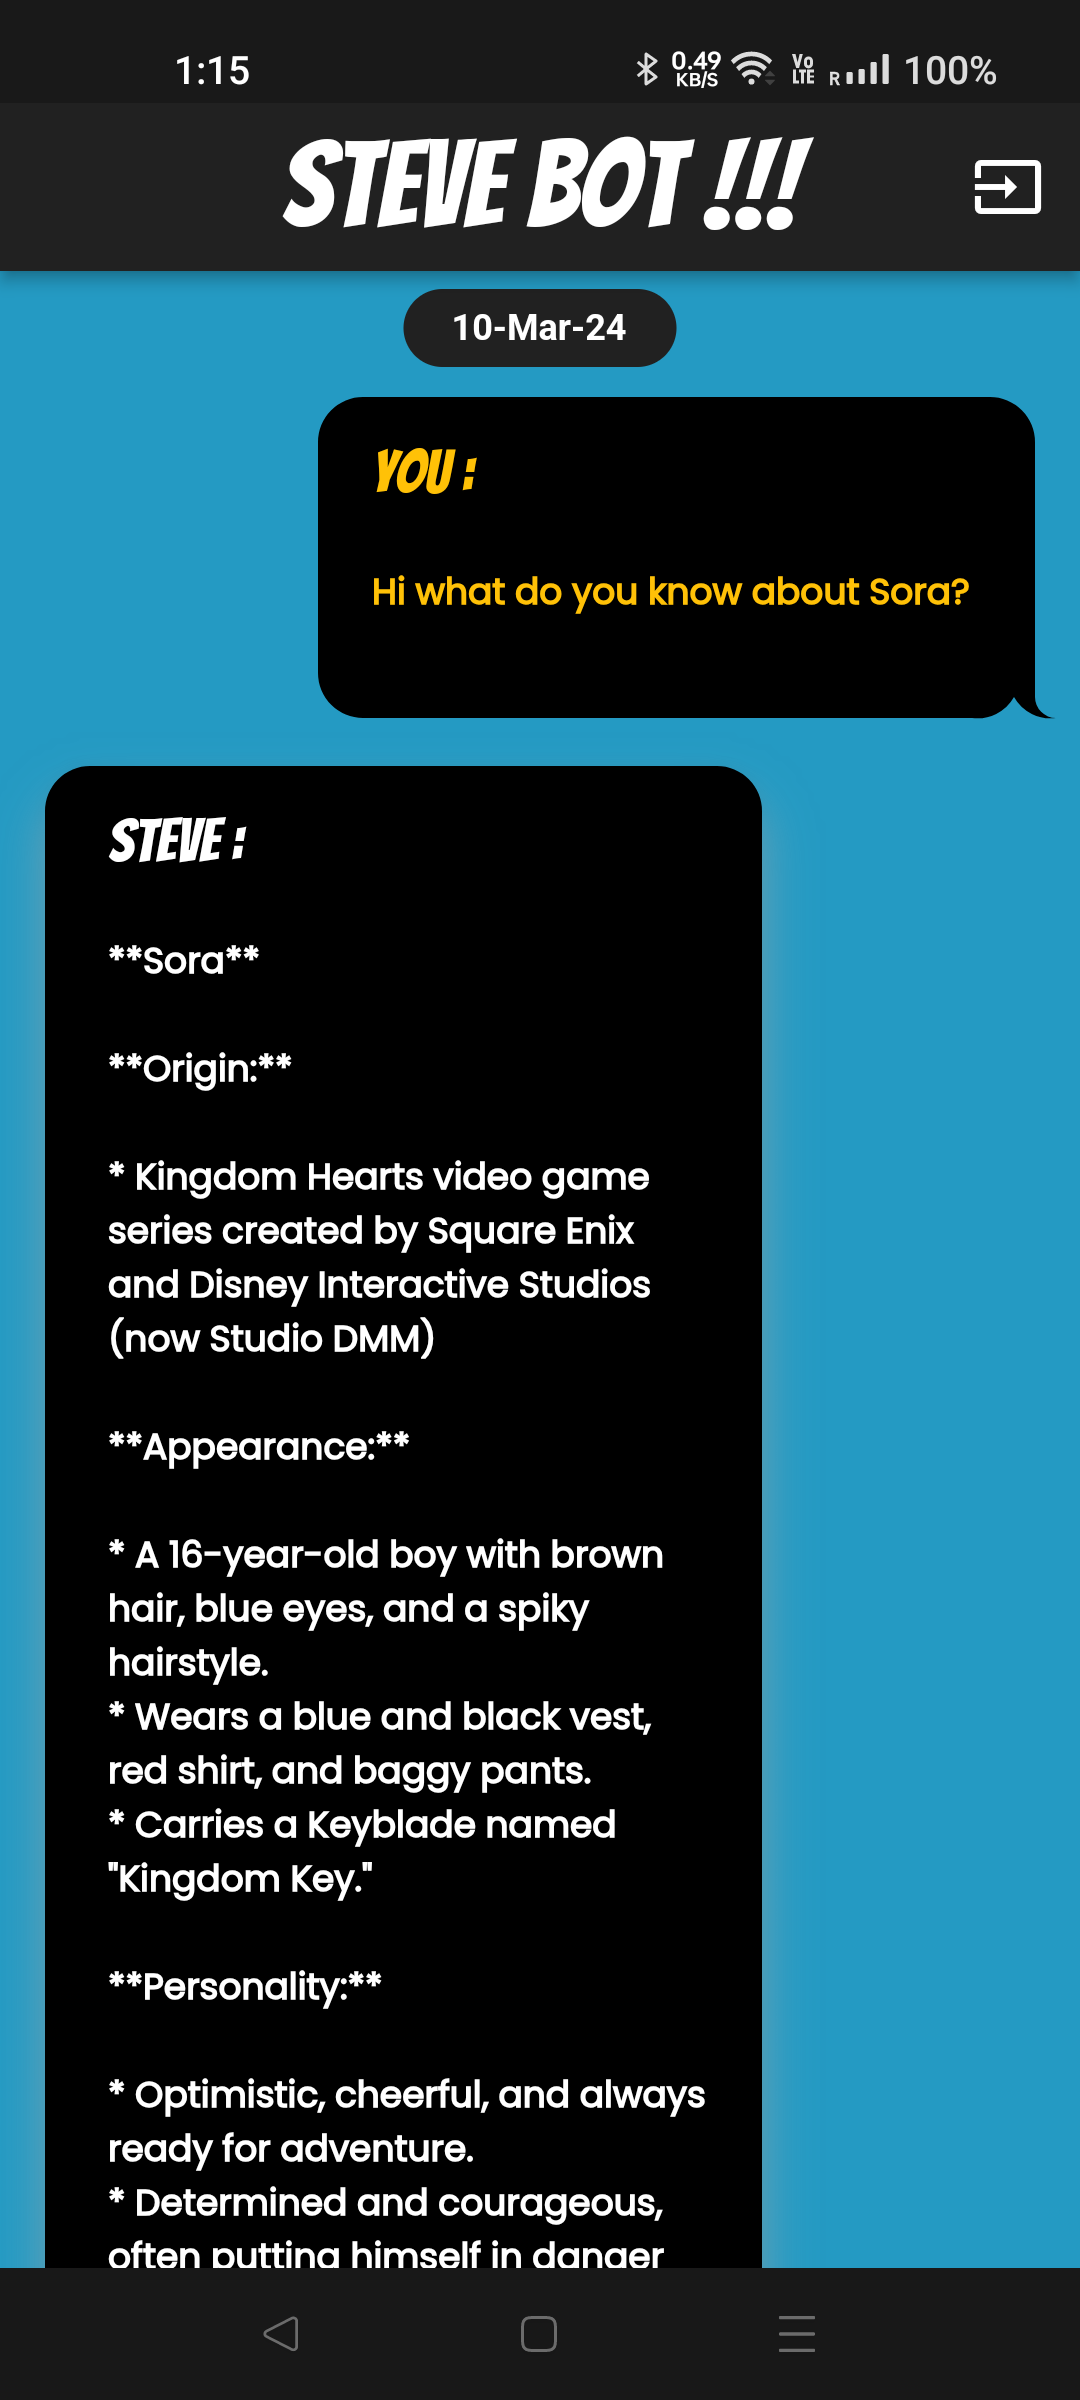 1:15
0.49
KB/S
Vo
LTE
R
100%
STEVE BOT !!!
10-Mar-24
YOU :
Hi what do you know about Sora?
STEVE :
**Sora**
**Origin:**
* Kingdom Hearts video game
series created by Square Enix
and Disney Interactive Studios
(now Studio DMM)
**Appearance:**
* A 16-year-old boy with brown
hair, blue eyes, and a spiky
hairstyle.
* Wears a blue and black vest,
red shirt, and baggy pants.
* Carries a Keyblade named
"Kingdom Key."
**Personality:**
* Optimistic, cheerful, and always
ready for adventure.
* Determined and courageous,
often putting himself in danger